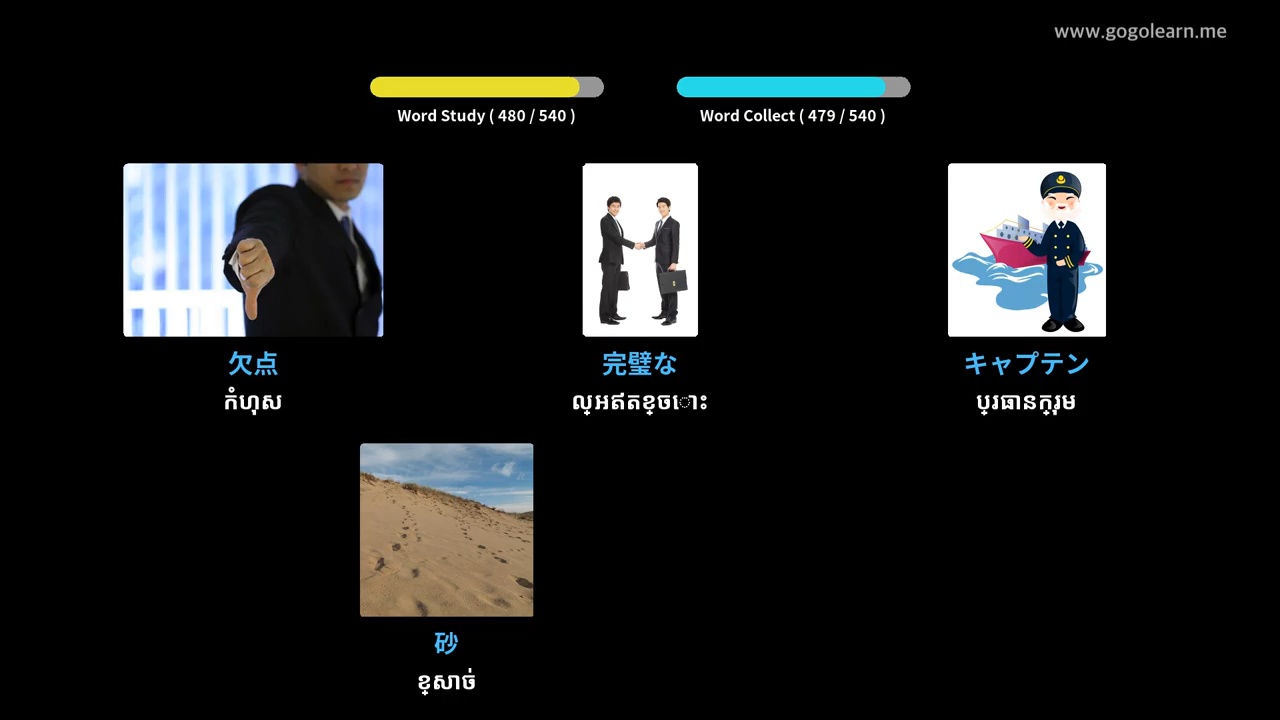 www.gogolearn.me
Word Study ( 480 / 540 )
Word Collect ( 479 / 540 )
欠点
កំហុស
完璧な
ល្អឥតខ្ចោះ
キャプテン
ប្រធានក្រុម
砂
ខ្សាច់